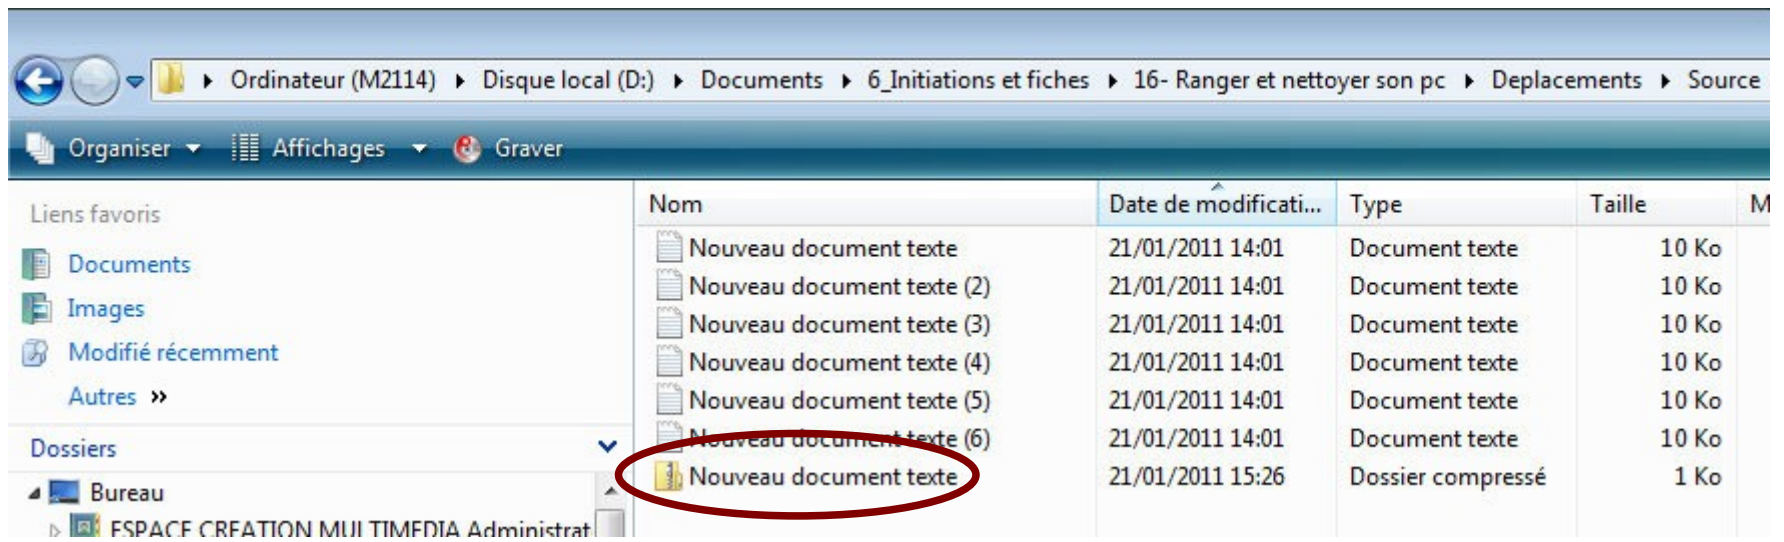 Ordinateur (M2114) Disque local (D:) Documents 6_Initiations et fiches 16- Ranger et nettoyer son pc Deplacements Source
Organiser Affichages Graver
Liens favoris
Documents
Images
Modifié récemment
Autres »
Dossiers
Bureau
ESPACE CREATION MULTIMEDIA Administrat
Nom Date de modificati... Type Taille M
Nouveau document texte 21/01/2011 14:01 Document texte 10 Ko
Nouveau document texte (2) 21/01/2011 14:01 Document texte 10 Ko
Nouveau document texte (3) 21/01/2011 14:01 Document texte 10 Ko
Nouveau document texte (4) 21/01/2011 14:01 Document texte 10 Ko
Nouveau document texte (5) 21/01/2011 14:01 Document texte 10 Ko
Nouveau document texte (6) 21/01/2011 14:01 Document texte 10 Ko
Nouveau document texte 21/01/2011 15:26 Dossier compressé 1 Ko